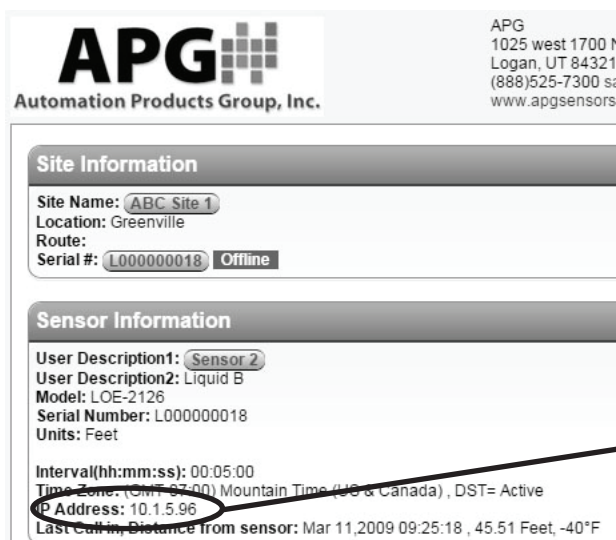 APG
Automation Products Group, Inc.
APG
1025 west 1700 N
Logan, UT 84321
(888)525-7300 sa
www.apgsensors
Site Information
Site Name: ABC Site 1
Location: Greenville
Route:
Serial #: L000000018 Offline
Sensor Information
User Description1: Sensor 2
User Description2: Liquid B
Model: LOE-2126
Serial Number: L000000018
Units: Feet
Interval(hh:mm:ss): 00:05:00
Time Zone: (GMT-07:00) Mountain Time (US & Canada) , DST= Active
IP Address: 10.1.5.96
Last Call in, Distance from sensor: Mar 11,2009 09:25:18 , 45.51 Feet, -40°F